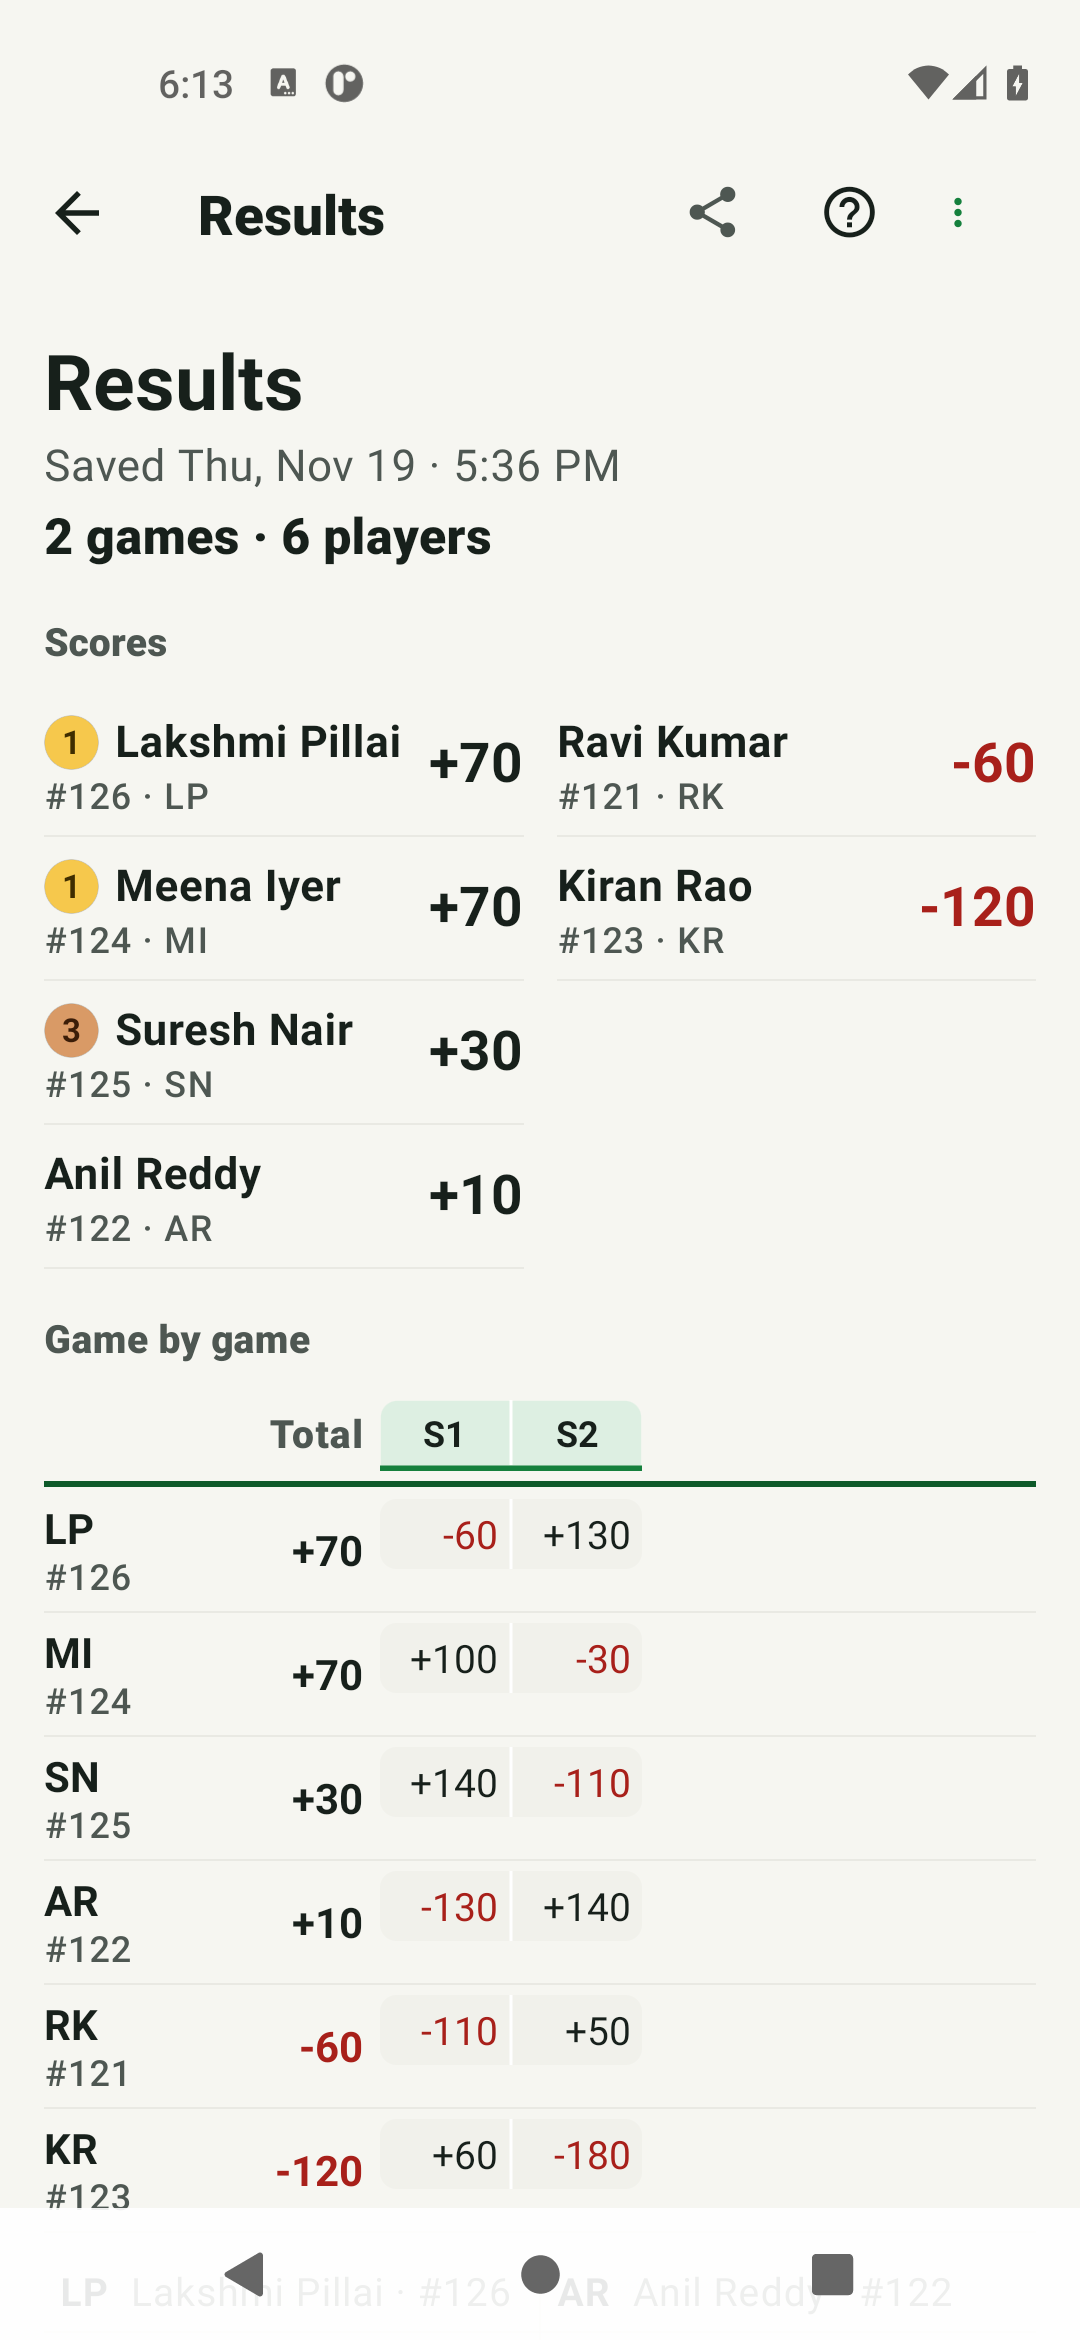 6:13
Results
Results
Saved Thu, Nov 19 · 5:36 PM
2 games · 6 players
Scores
1 Lakshmi Pillai +70
#126 · LP
Ravi Kumar -60
#121 · RK
1 Meena Iyer +70
#124 · MI
Kiran Rao -120
#123 · KR
3 Suresh Nair +30
#125 · SN
Anil Reddy +10
#122 · AR
Game by game
Total S1 S2
LP +70 -60 +130
#126
MI +70 +100 -30
#124
SN +30 +140 -110
#125
AR +10 -130 +140
#122
RK -60 -110 +50
#121
KR -120 +60 -180
#123
LP Lakshmi Pillai · #126 AR Anil Reddy · #122